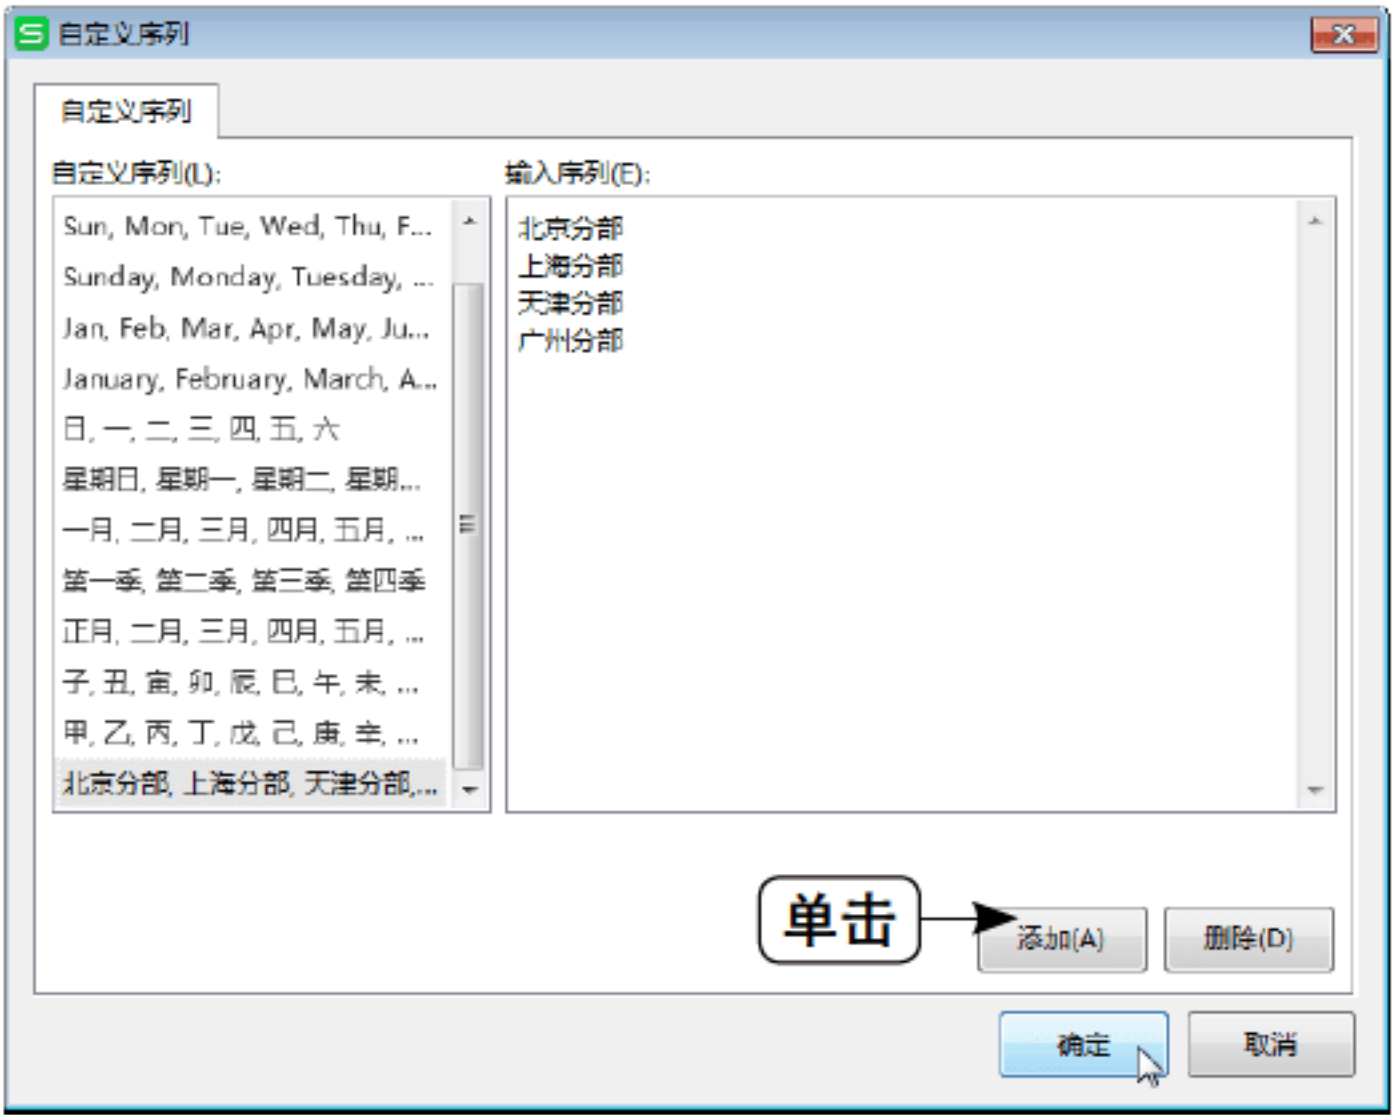 自定义序列
自定义序列
自定义序列(L):
Sun, Mon, Tue, Wed, Thu, F...
Sunday, Monday, Tuesday, ...
Jan, Feb, Mar, Apr, May, Ju...
January, February, March, A...
日, 一, 二, 三, 四, 五, 六
星期日, 星期一, 星期二, 星期...
一月, 二月, 三月, 四月, 五月, ...
第一季, 第二季, 第三季, 第四季
正月, 二月, 三月, 四月, 五月, ...
子, 丑, 寅, 卯, 辰, 巳, 午, 未, ...
甲, 乙, 丙, 丁, 戊, 己, 庚, 辛, ...
北京分部, 上海分部, 天津分部,...
输入序列(E):
北京分部
上海分部
天津分部
广州分部
单击
添加(A)
删除(D)
确定
取消